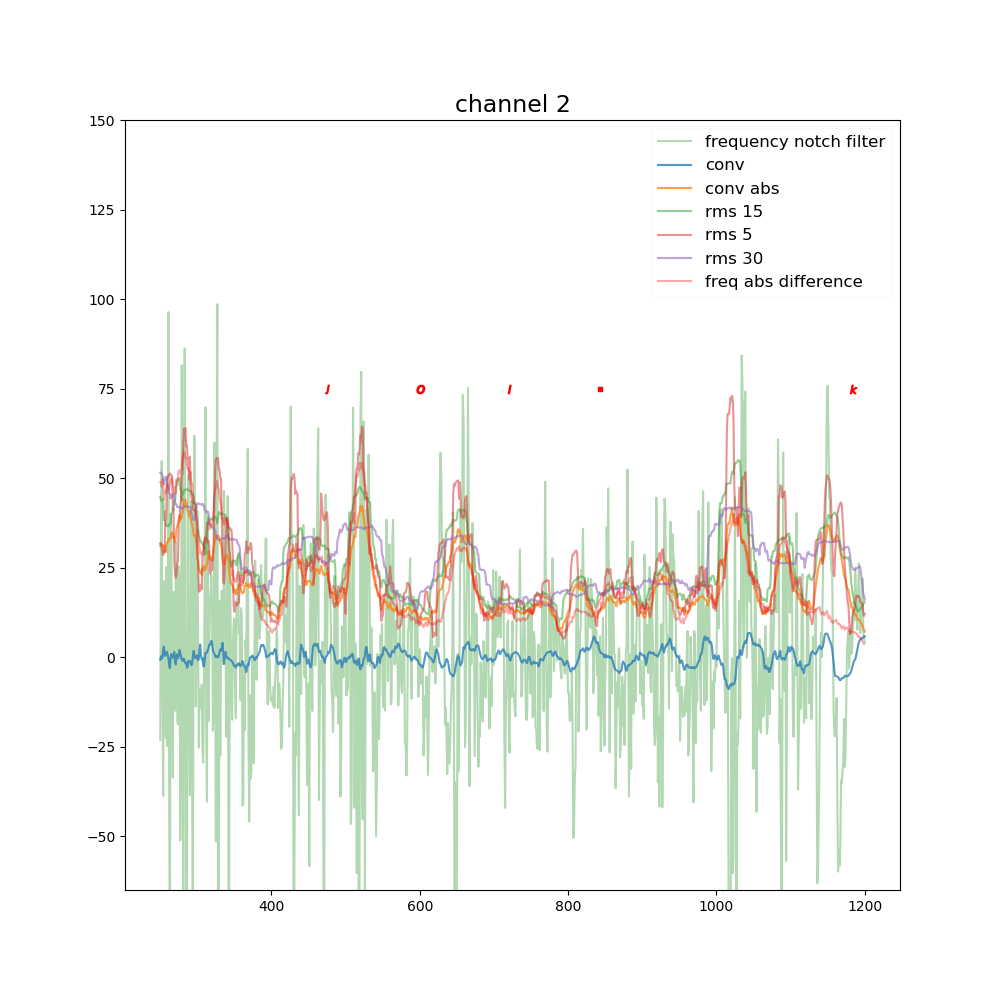 channel 2
150
125
100
75
50
25
0
−25
−50
frequency notch filter
conv
conv abs
rms 15
rms 5
rms 30
freq abs difference
J O I ▪ k
400 600 800 1000 1200